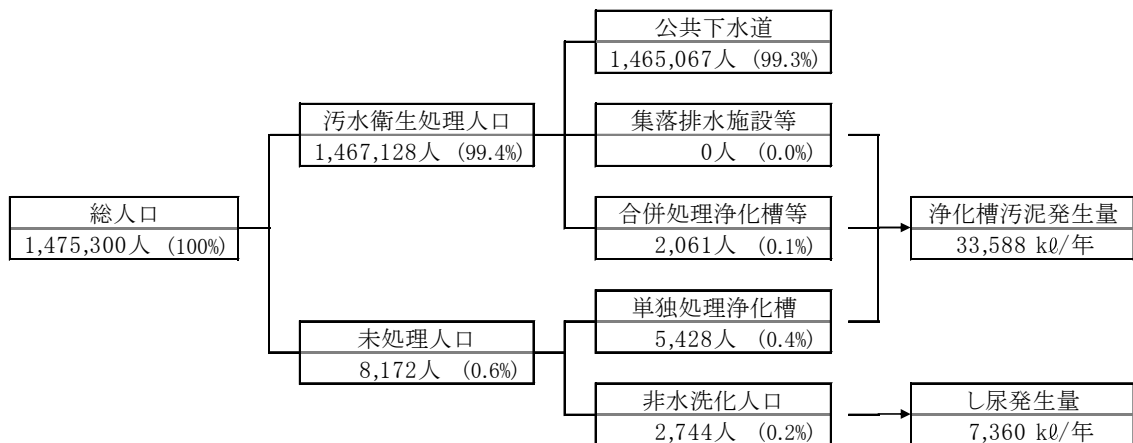 公共下水道
1,465,067人 (99.3%)
汚水衛生処理人口
1,467,128人 (99.4%)
集落排水施設等
0人 (0.0%)
総人口
1,475,300人 (100%)
合併処理浄化槽等
2,061人 (0.1%)
浄化槽汚泥発生量
33,588 kℓ/年
未処理人口
8,172人 (0.6%)
単独処理浄化槽
5,428人 (0.4%)
非水洗化人口
2,744人 (0.2%)
し尿発生量
7,360 kℓ/年